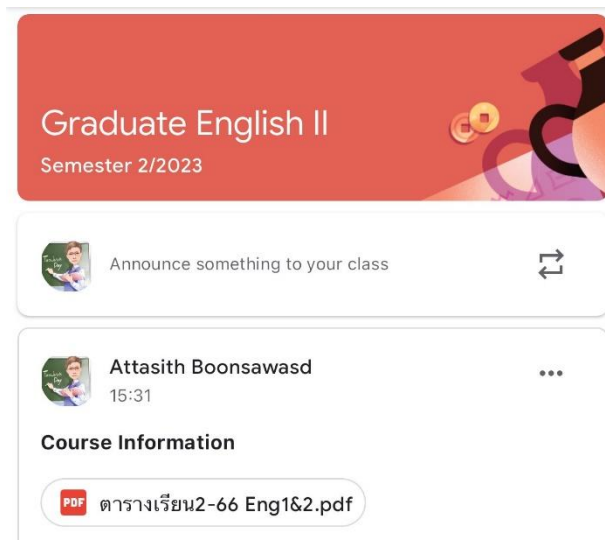 Graduate English II
Semester 2/2023
Announce something to your class
Attasith Boonsawasd
15:31
Course Information
PDF ตารางเรียน2-66 Eng1&2.pdf